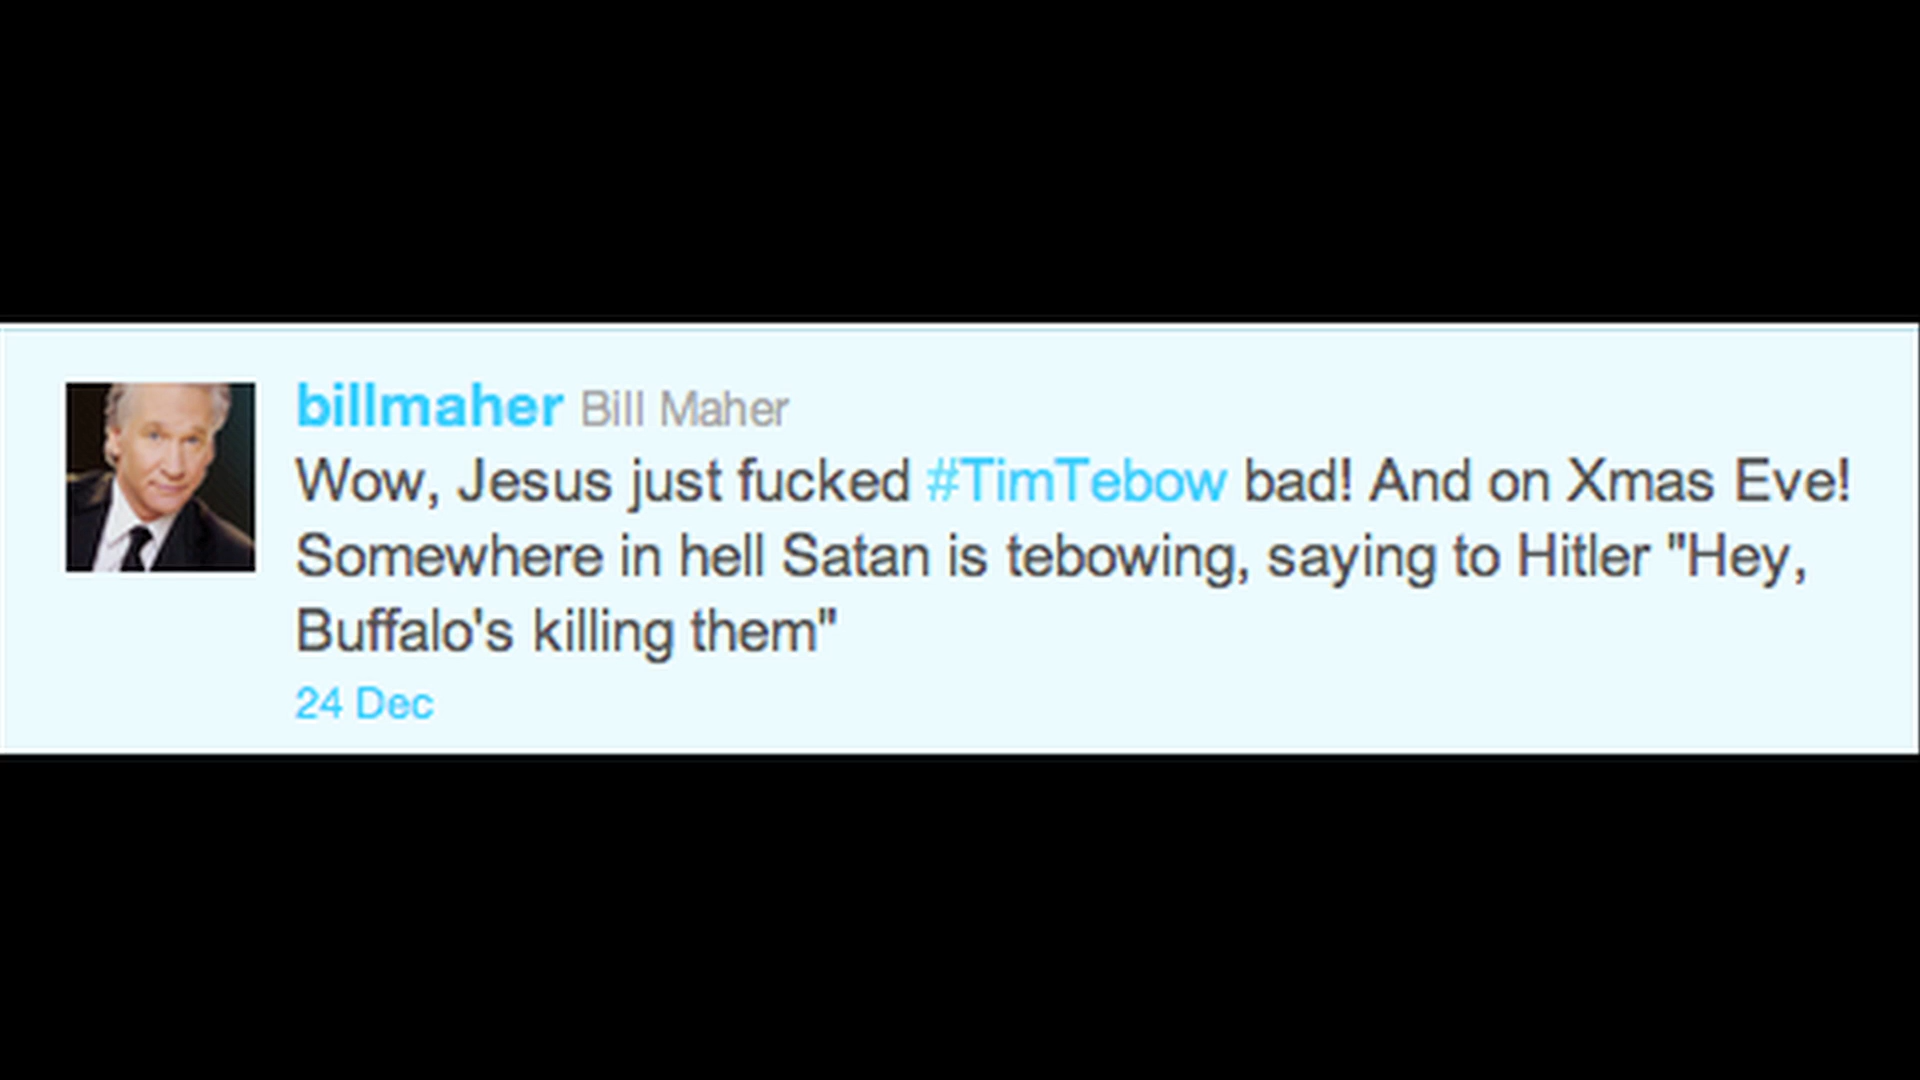 billmaher Bill Maher
Wow, Jesus just fucked #TimTebow bad! And on Xmas Eve!
Somewhere in hell Satan is tebowing, saying to Hitler "Hey,
Buffalo's killing them"
24 Dec